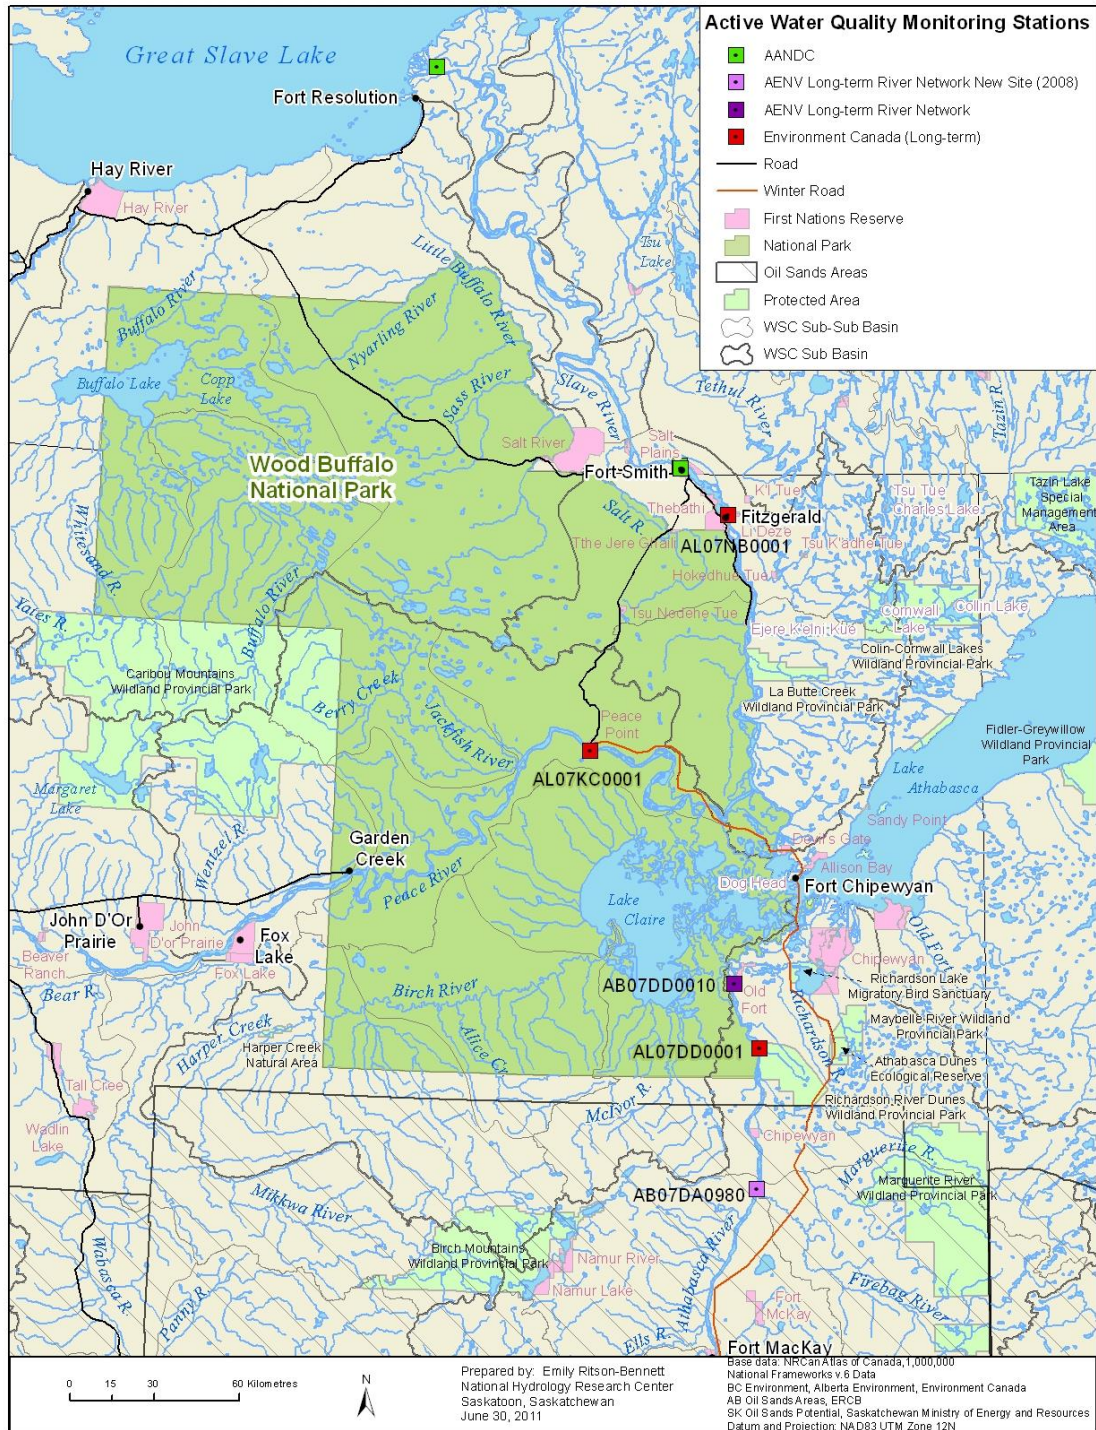 Active Water Quality Monitoring Stations
AANDC
AENV Long-term River Network New Site (2008)
AENV Long-term River Network
Environment Canada (Long-term)
Road
Winter Road
First Nations Reserve
National Park
Oil Sands Areas
Protected Area
WSC Sub-Sub Basin
WSC Sub Basin
Great Slave Lake
Fort Resolution
Hay River
Hay River
Tsu
Lake
Little Buffalo River
Buffalo River
Nyarling River
Sass River
Slave River
Tethul River
Tazin R.
Buffalo Lake
Copp
Lake
Salt River
Salt
Plains
Wood Buffalo
National Park
Fort Smith
Tazin Lake
Special
Management
Area
K'I Tue
Tsu Tue
Charles Lake
Thebathi
Fitzgerald
Li Deze
Whitesand R.
Salt R.
Tthe Jere Ghaili
AL07NB0001
Tsu K'adhe Tue
Hokedhue Tue
Tsu Nedehe Tue
Cornwall
Lake
Collin Lake
Yates R.
Buffalo River
Ejere K'elni Kue
Colin-Cornwall Lakes
Wildland Provincial Park
Caribou Mountains
Wildland Provincial Park
Berry Creek
Jackfish River
La Butte Creek
Wildland Provincial Park
Peace
Point
Fidler-Greywillow
Wildland Provincial
Park
AL07KC0001
Lake
Athabasca
Margaret
Lake
Wentzel R.
Sandy Point
Garden
Creek
Devil's Gate
Allison Bay
Peace River
Dog Head
Fort Chipewyan
Lake
Claire
John D'Or
Prairie
John
D'or Prairie
Fox
Lake
Fox Lake
Beaver
Ranch
Old Fort
Chipewyan
Bear R.
Birch River
AB07DD0010
Old
Fort
Richardson Lake
Migratory Bird Sanctuary
Richardson R.
Maybelle River Wildland
Provincial Park
Harper Creek
Harper Creek
Natural Area
Alice Cr.
AL07DD0001
Athabasca Dunes
Ecological Reserve
Tall Cree
Richardson River Dunes
Wildland Provincial Park
McIvor R.
Wadlin
Lake
Chipewyan
Marguerite R.
Marguerite River
Wildland Provincial Park
Mikkwa River
AB07DA0980
Wabasca R.
Birch Mountains
Wildland Provincial Park
Namur River
Namur Lake
Athabasca River
Firebag River
Panny R.
Fort
McKay
Ells R.
Fort MacKay
0 15 30 60 Kilometres
N
Prepared by: Emily Ritson-Bennett
National Hydrology Research Center
Saskatoon, Saskatchewan
June 30, 2011
Base data: NRCan Atlas of Canada,1,000,000
National Frameworks v.6 Data
BC Environment, Alberta Environment, Environment Canada
AB Oil Sands Areas, ERCB
SK Oil Sands Potential, Saskatchewan Ministry of Energy and Resources
Datum and Projection: NAD83 UTM Zone 12N